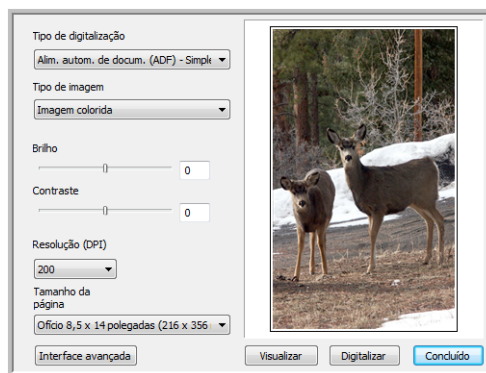 Tipo de digitalização
Alim. autom. de docum. (ADF) - Simple
Tipo de imagem
Imagem colorida
Brilho
0
Contraste
0
Resolução (DPI)
200
Tamanho da
página
Ofício 8,5 x 14 polegadas (216 x 356
Interface avançada
Visualizar
Digitalizar
Concluído